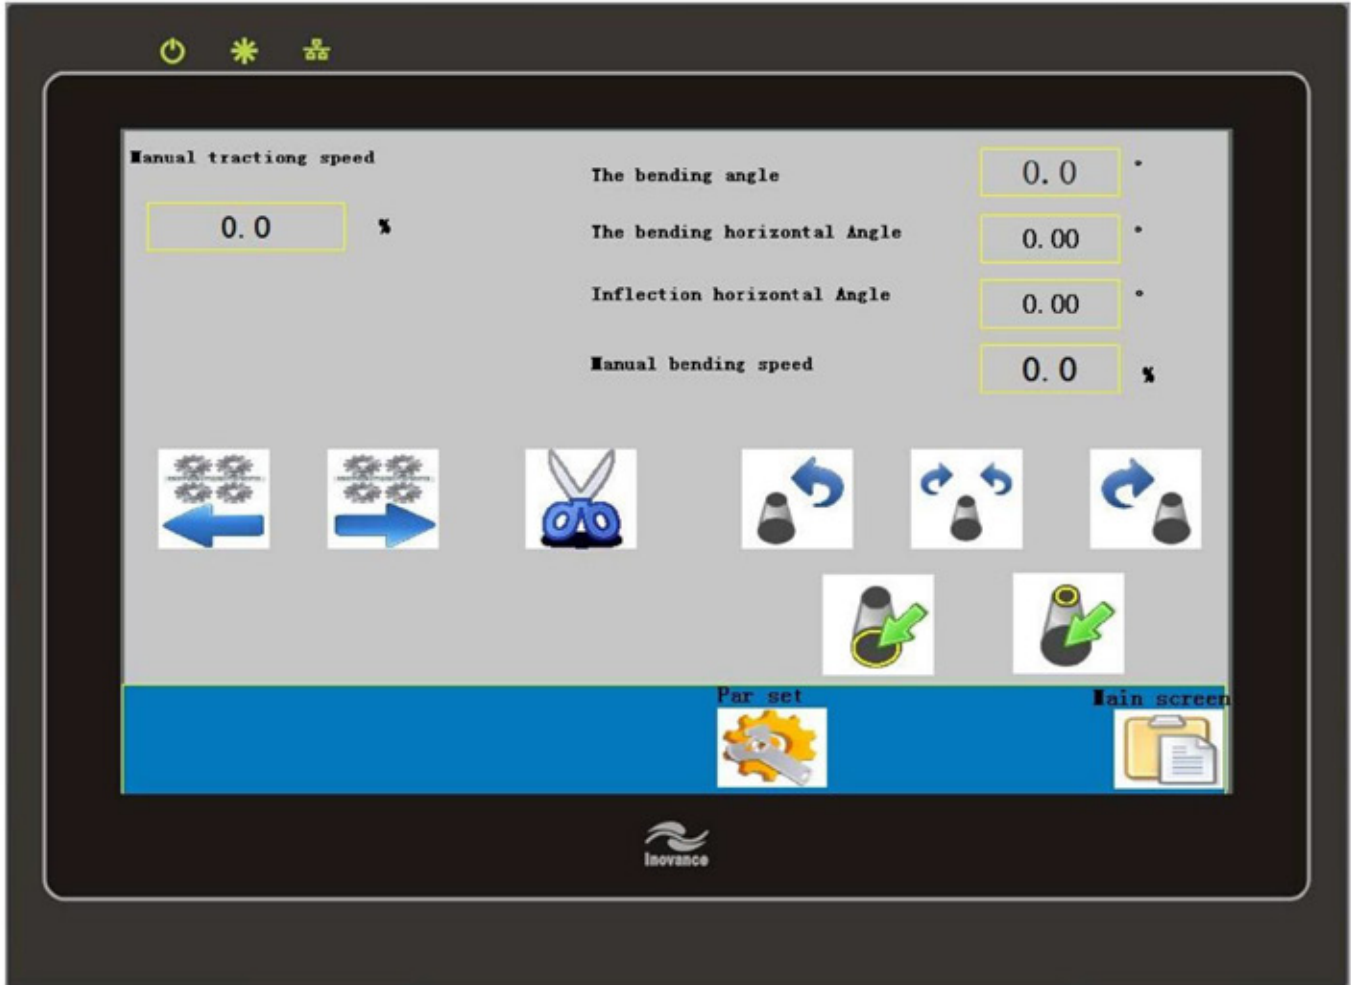 Manual tractiong speed
0.0 %
The bending angle 0.0 °
The bending horizontal Angle 0.00 °
Inflection horizontal Angle 0.00 °
Manual bending speed 0.0 %
Par set
Main screen
Inovance